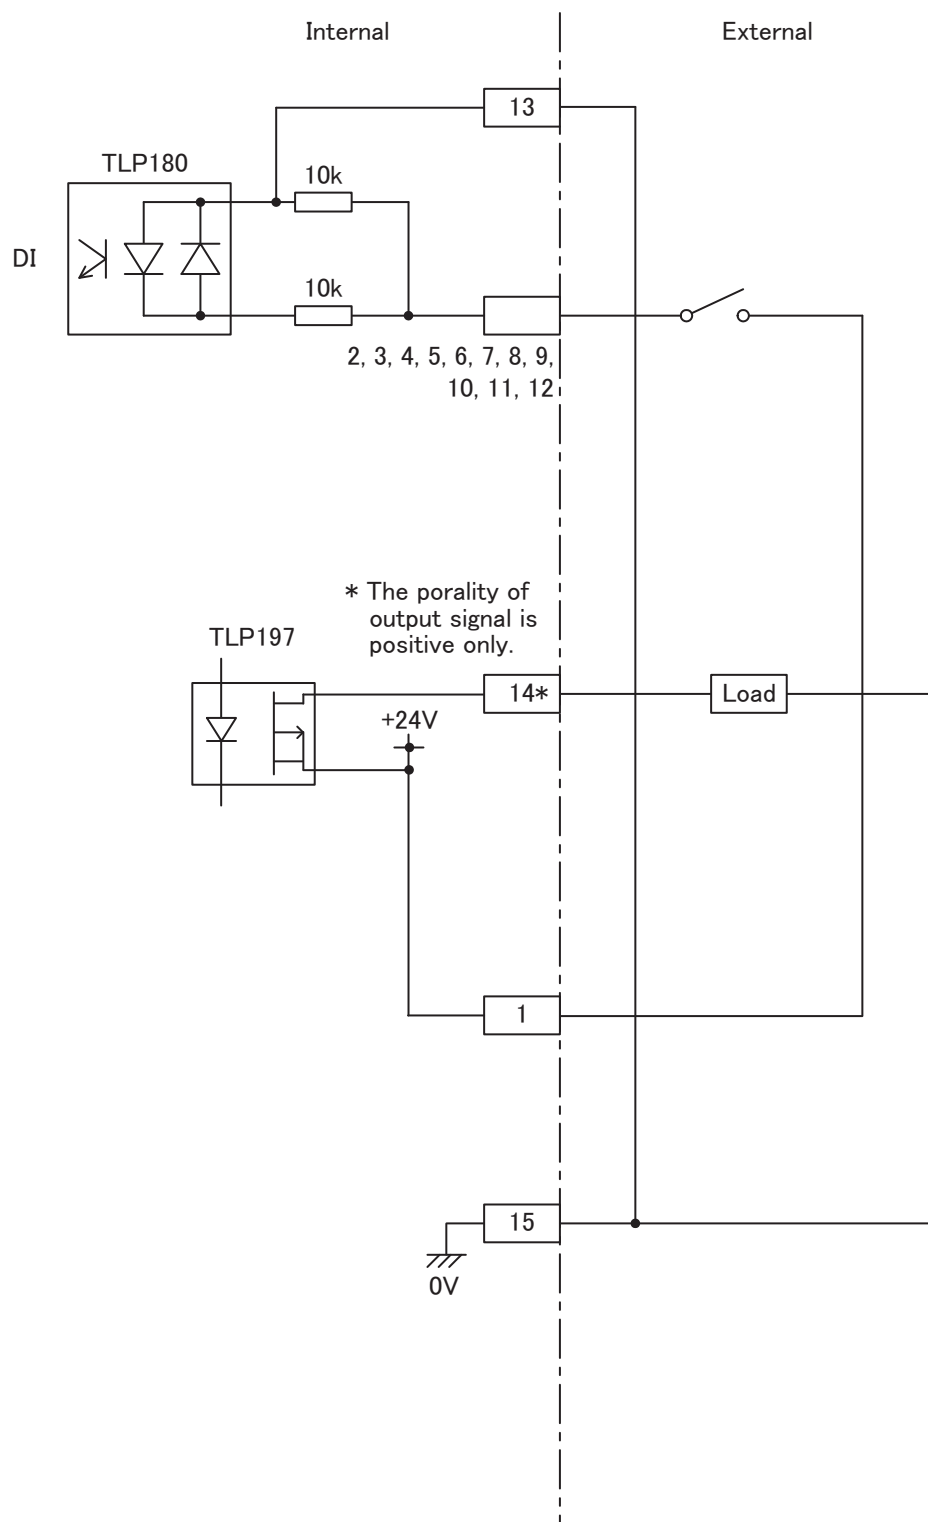 Internal
External
13
TLP180
10k
DI
10k
2, 3, 4, 5, 6, 7, 8, 9,
10, 11, 12
* The porality of
output signal is
positive only.
TLP197
14*
Load
+24V
1
15
0V